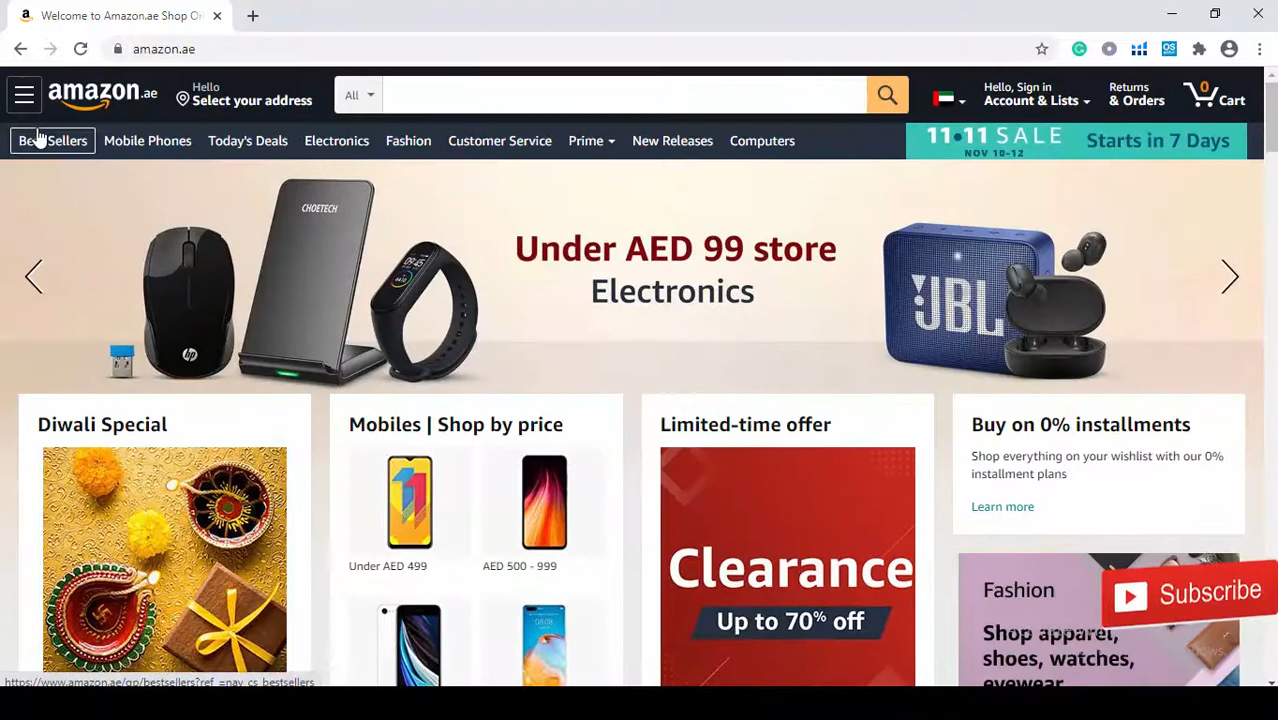 Welcome to Amazon.ae Shop On
amazon.ae
amazon.ae
Hello
Select your address
All
Hello, Sign in
Account & Lists
Returns
& Orders
0
Cart
Best Sellers
Mobile Phones
Today's Deals
Electronics
Fashion
Customer Service
Prime
New Releases
Computers
11•11 SALE
NOV 10-12
Starts in 7 Days
CHOETECH
Under AED 99 store
Electronics
JBL
hp
Diwali Special
Mobiles | Shop by price
Under AED 499
AED 500 - 999
Limited-time offer
Clearance
Up to 70% off
Buy on 0% installments
Shop everything on your wishlist with our 0%
installment plans
Learn more
Fashion
Shop apparel,
shoes, watches,
eyewear
Subscribe
https://www.amazon.ae/gp/bestsellers?ref_=nav_cs_bestsellers